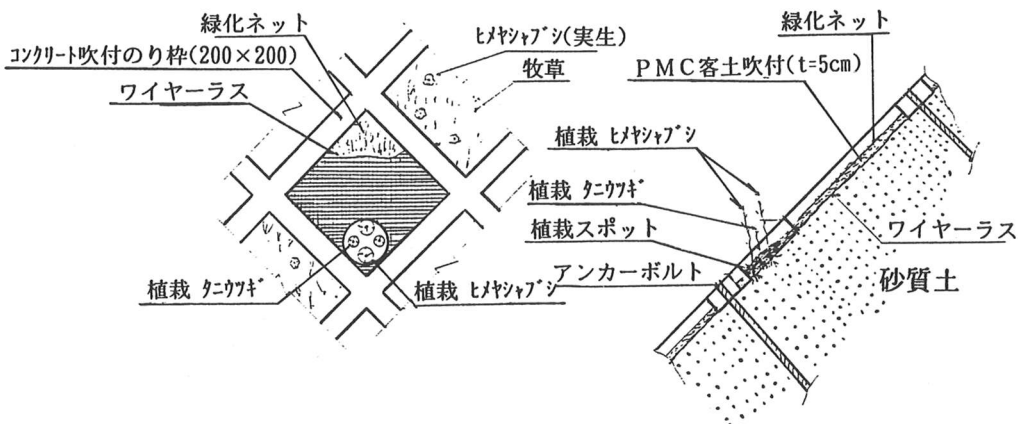 緑化ネット
コンクリート吹付のり枠(200×200)
ワイヤーラス
ヒメヤシャブシ(実生)
牧草
植栽 タニウツギ
植栽 ヒメヤシャブシ
緑化ネット
PMC客土吹付(t=5cm)
植栽 ヒメヤシャブシ
植栽 タニウツギ
植栽スポット
アンカーボルト
ワイヤーラス
砂質土